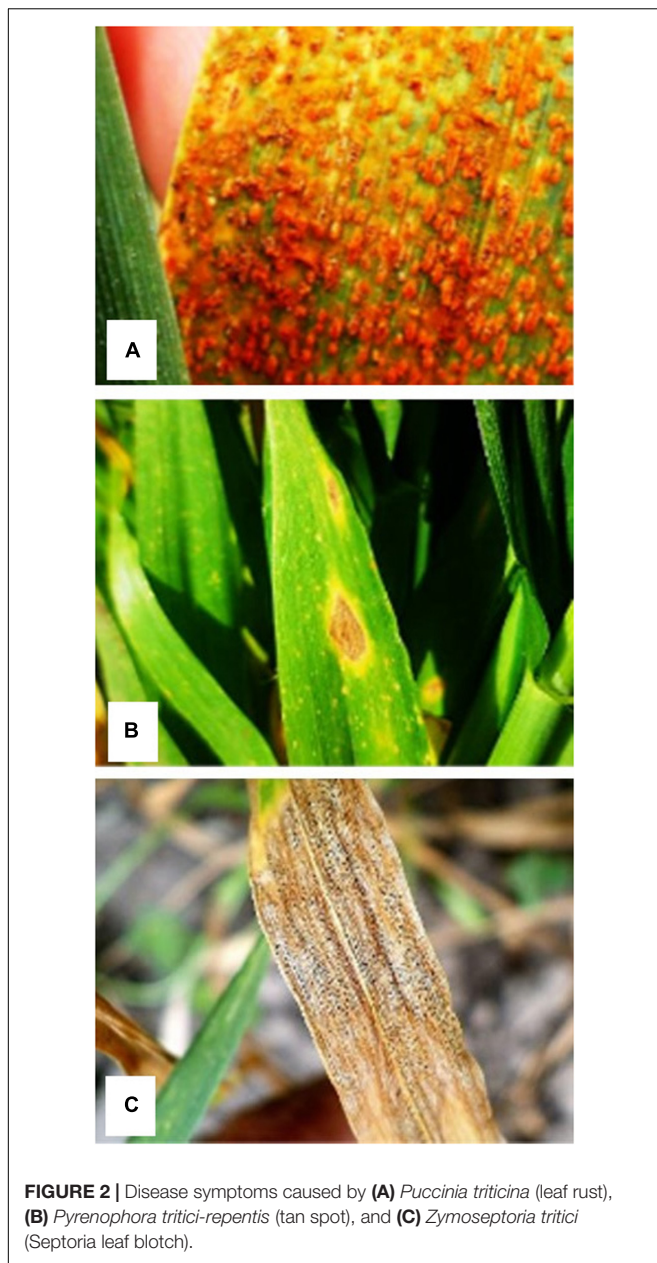 A
B
C
FIGURE 2 | Disease symptoms caused by (A) Puccinia triticina (leaf rust),
(B) Pyrenophora tritici-repentis (tan spot), and (C) Zymoseptoria tritici
(Septoria leaf blotch).